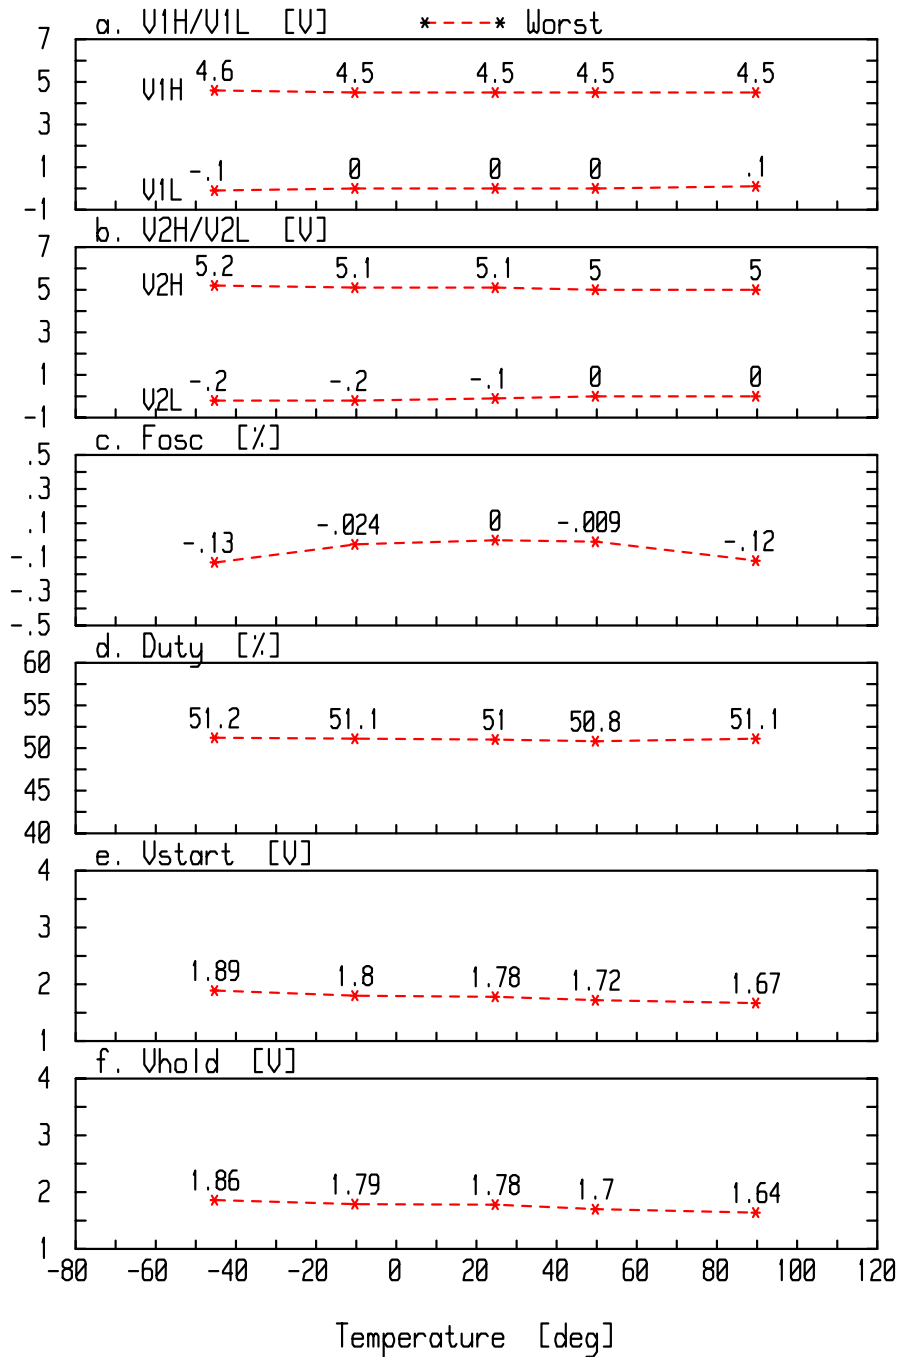 a. V1H/V1L [V] Worst
7
5
3
1
-1
V1H 4.6 4.5 4.5 4.5 4.5
V1L -.1 0 0 0 .1
b. V2H/V2L [V]
7
5
3
1
-1
V2H 5.2 5.1 5.1 5 5
V2L -.2 -.2 -.1 0 0
c. Fosc [%]
.5
.3
.1
-.1
-.3
-.5
-.13 -.024 0 -.009 -.12
d. Duty [%]
60
55
50
45
40
51.2 51.1 51 50.8 51.1
e. Vstart [V]
4
3
2
1
1.89 1.8 1.78 1.72 1.67
f. Vhold [V]
4
3
2
1
1.86 1.79 1.78 1.7 1.64
-80 -60 -40 -20 0 20 40 60 80 100 120
Temperature [deg]